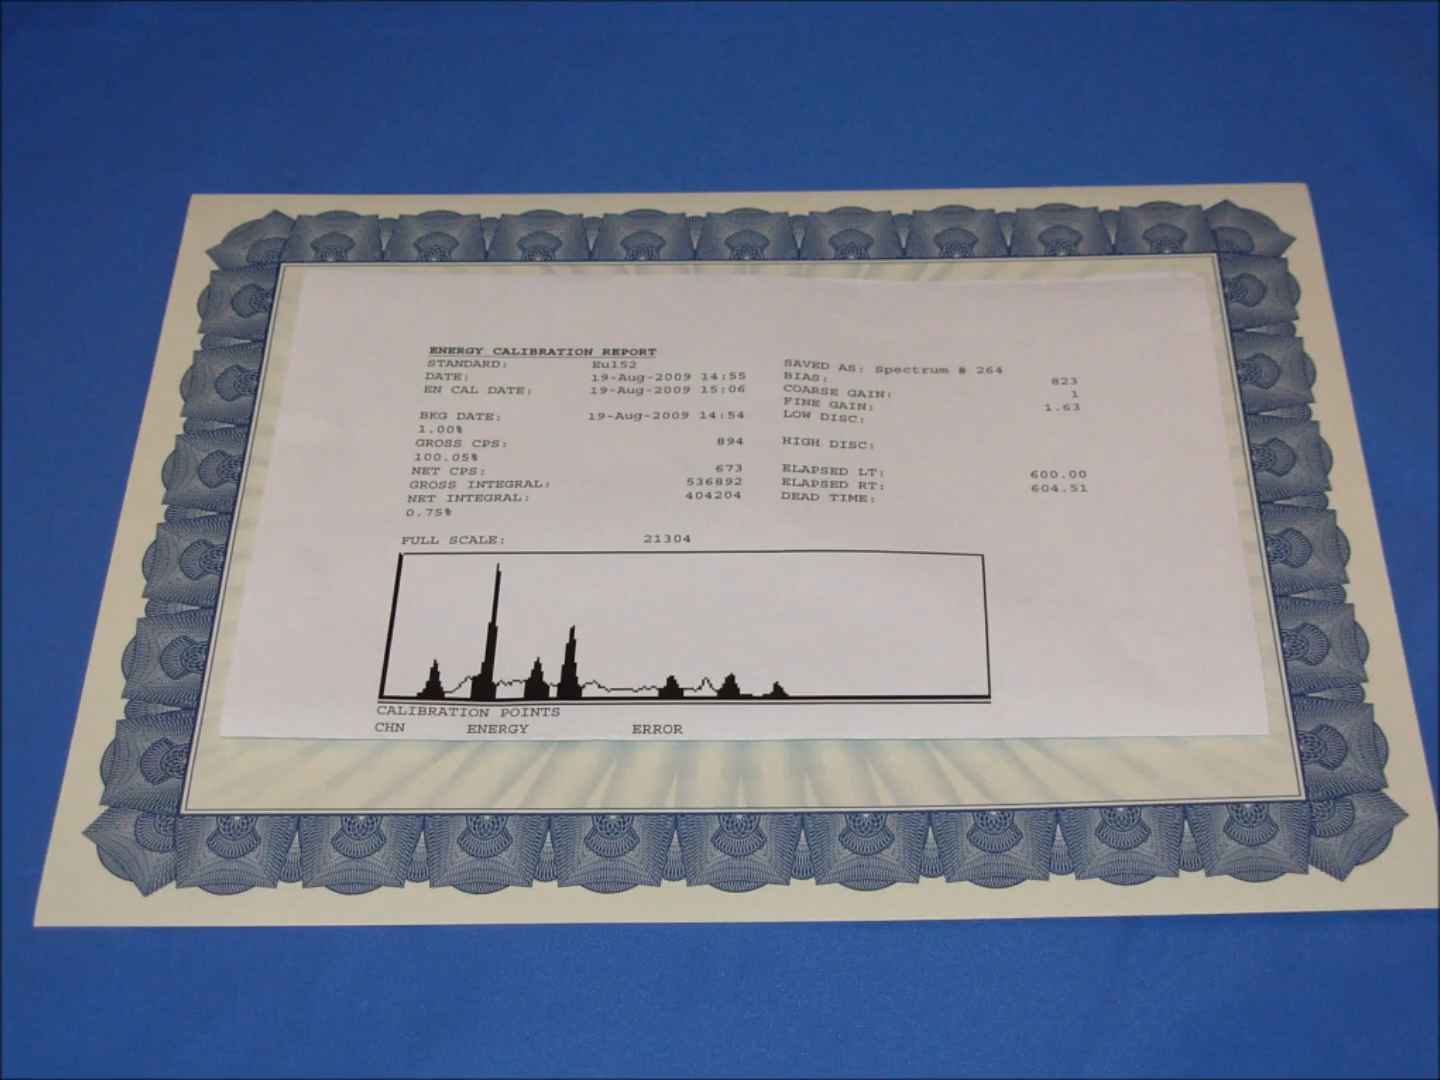 ENERGY CALIBRATION REPORT
STANDARD: Eu152
DATE: 19-Aug-2009 14:55
EN CAL DATE: 19-Aug-2009 15:06
BKG DATE: 19-Aug-2009 14:54
1.00%
GROSS CPS: 894
100.05%
NET CPS: 673
GROSS INTEGRAL: 536892
NET INTEGRAL: 404204
0.75%
SAVED AS: Spectrum # 264
BIAS: 823
COARSE GAIN: 1
FINE GAIN: 1.63
LOW DISC:
HIGH DISC:
ELAPSED LT: 600.00
ELAPSED RT: 604.51
DEAD TIME:
FULL SCALE: 21304
CALIBRATION POINTS
CHN ENERGY ERROR